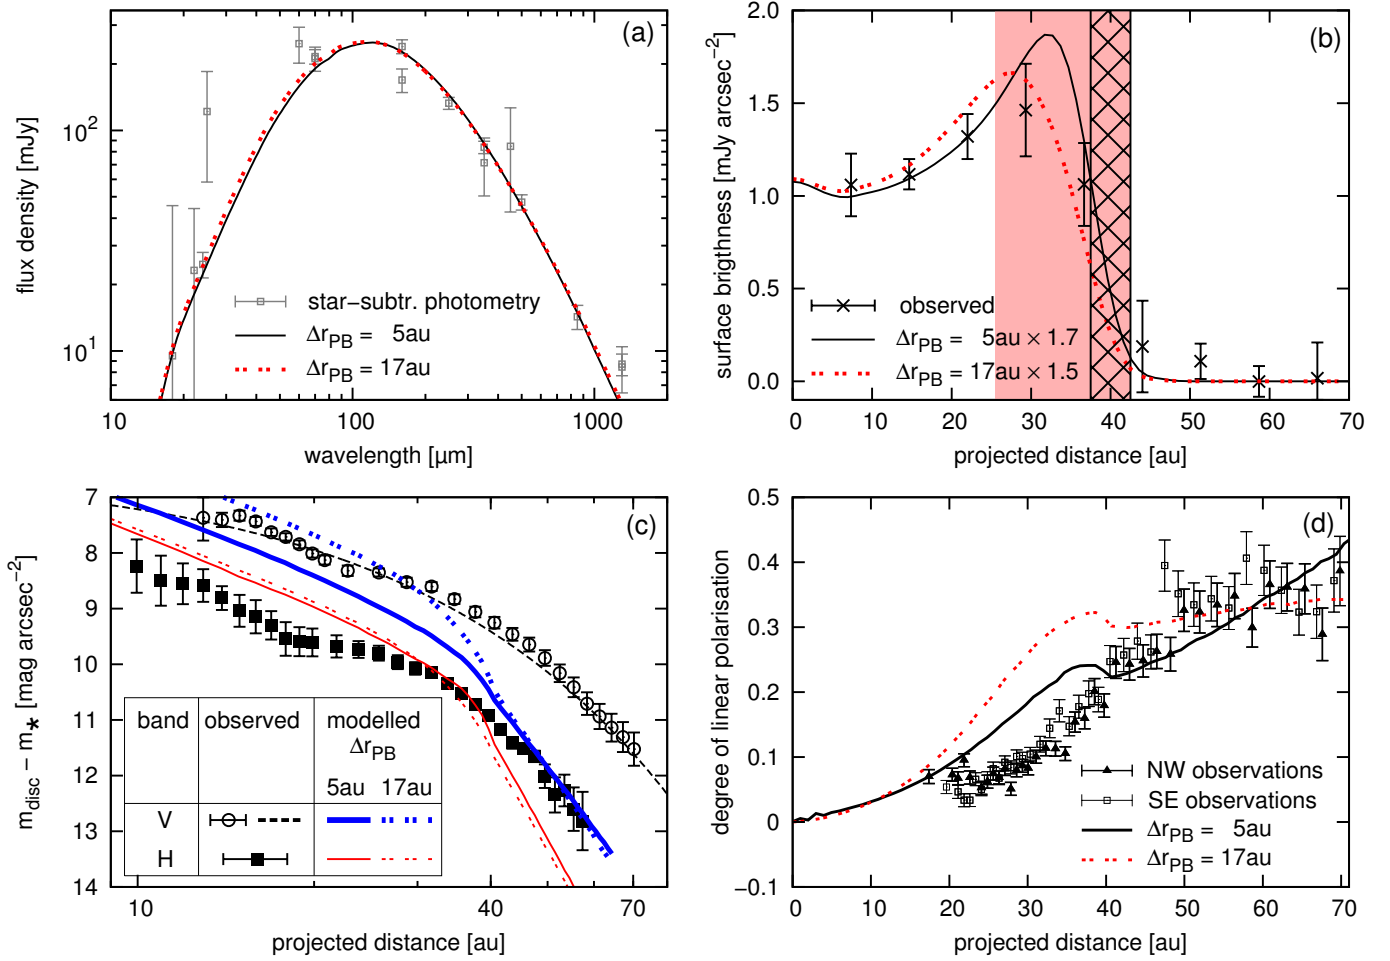 (a)
flux density [mJy]
10²
10¹
star−subtr. photometry
Δr_PB = 5au
Δr_PB = 17au
10 100 1000
wavelength [μm]
(b)
surface brigthness [mJy arcsec⁻²]
2.0
1.5
1.0
0.5
0.0
observed
Δr_PB = 5au × 1.7
Δr_PB = 17au × 1.5
0 10 20 30 40 50 60 70
projected distance [au]
(c)
m_disc − m_★ [mag arcsec⁻²]
7
8
9
10
11
12
13
14
band observed modelled
Δr_PB
5au 17au
V
H
10 40 70
projected distance [au]
(d)
degree of linear polarisation
0.5
0.4
0.3
0.2
0.1
0
−0.1
NW observations
SE observations
Δr_PB = 5au
Δr_PB = 17au
0 10 20 30 40 50 60 70
projected distance [au]